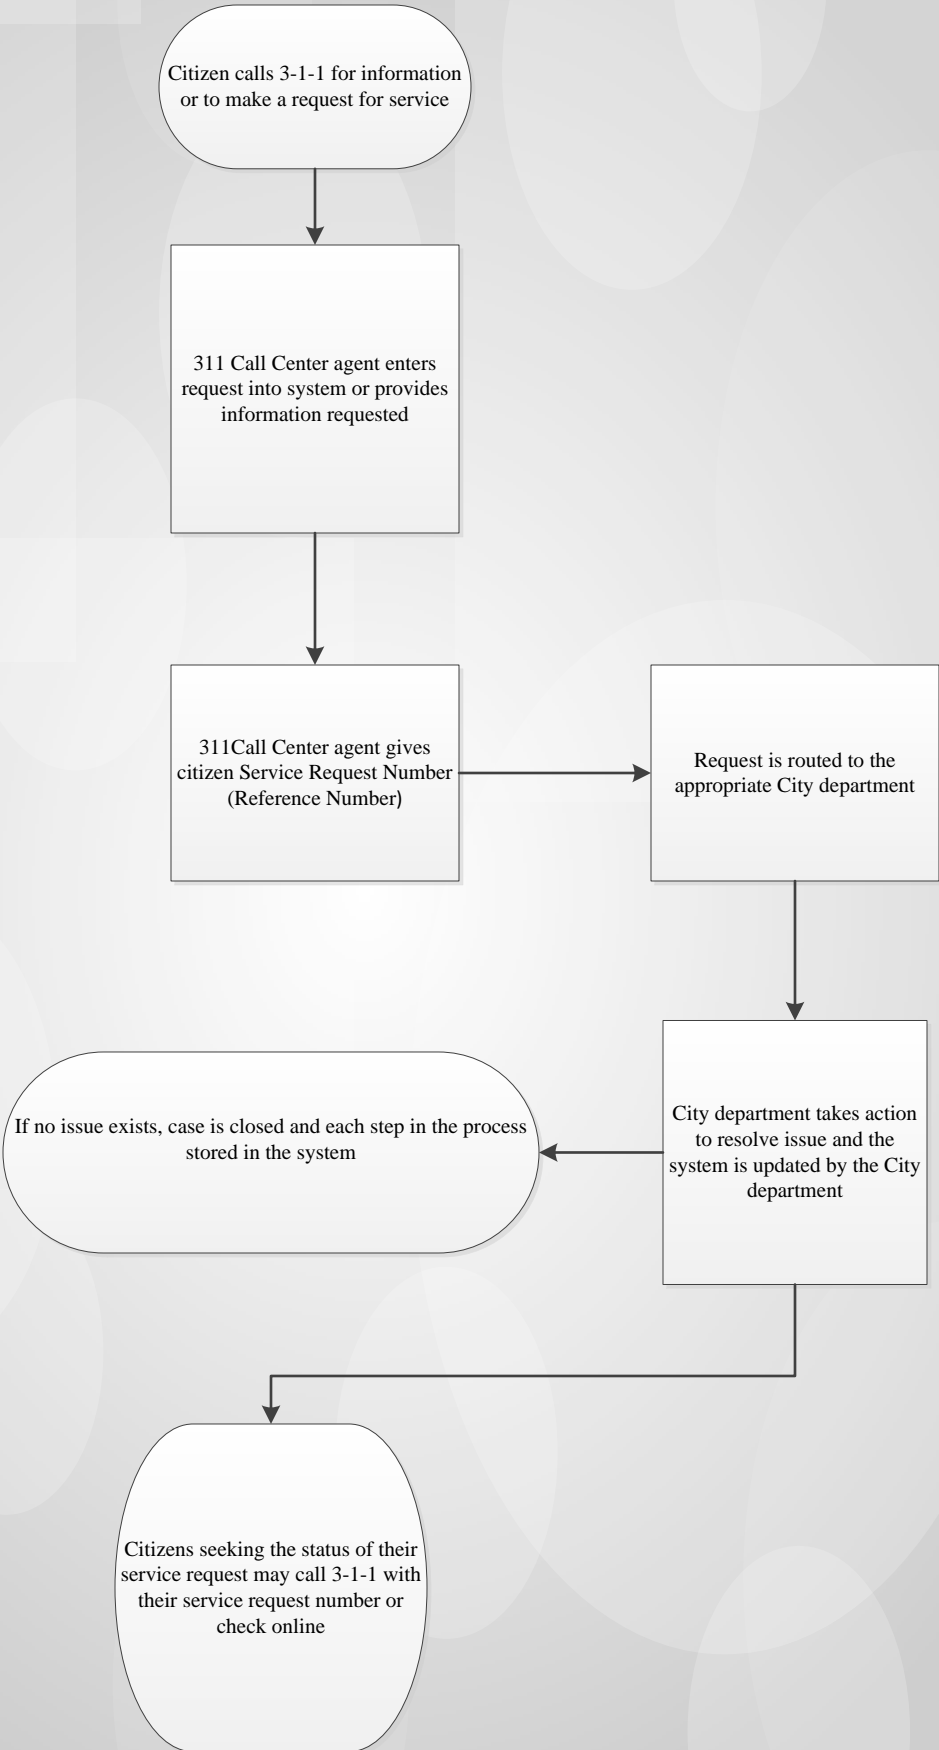 Citizen calls 3-1-1 for information
or to make a request for service
311 Call Center agent enters
request into system or provides
information requested
311Call Center agent gives
citizen Service Request Number
(Reference Number)
Request is routed to the
appropriate City department
City department takes action
to resolve issue and the
system is updated by the City
department
If no issue exists, case is closed and each step in the process
stored in the system
Citizens seeking the status of their
service request may call 3-1-1 with
their service request number or
check online